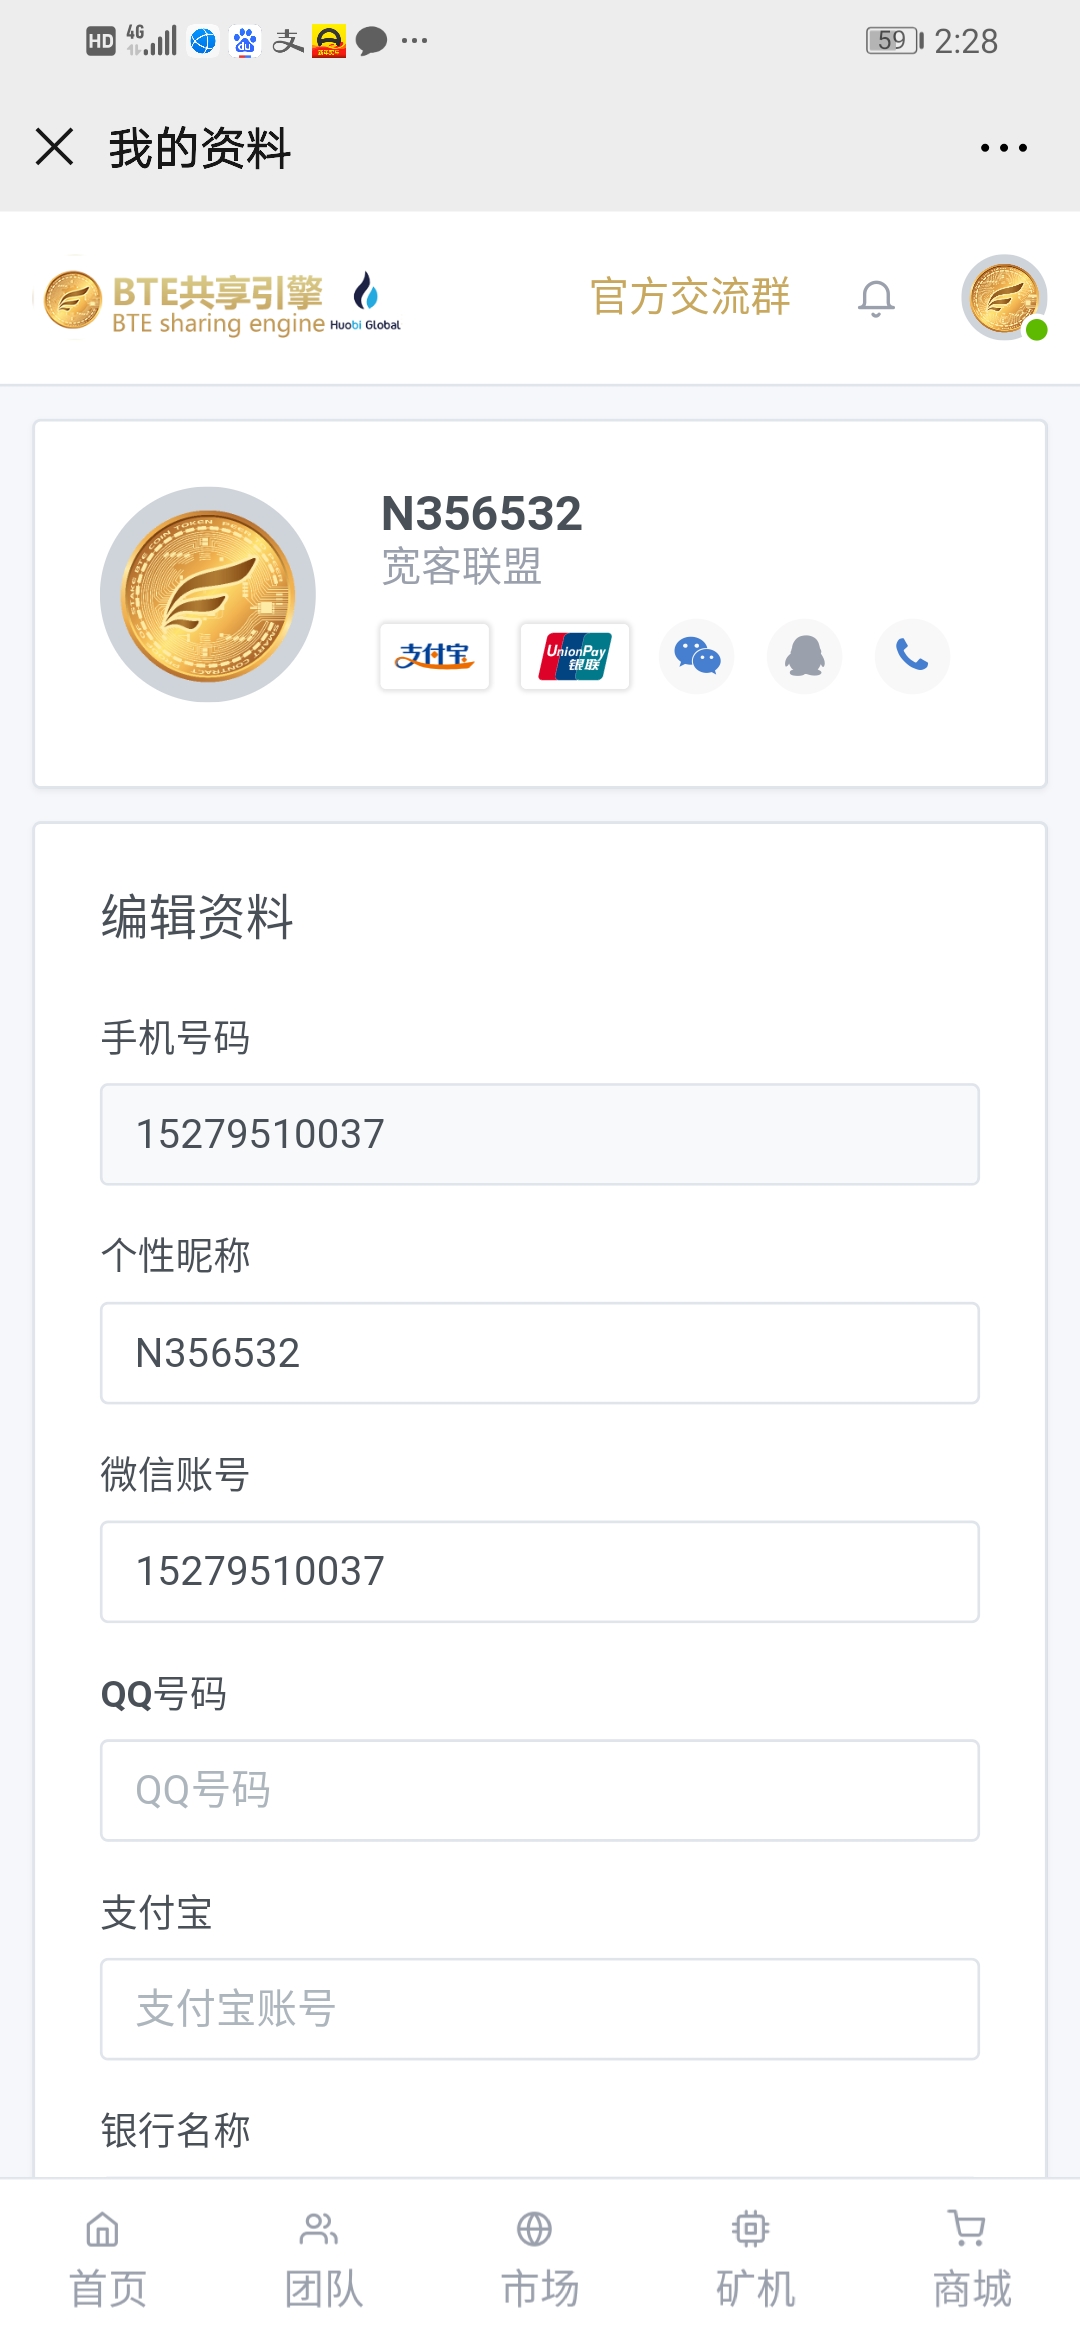 HD 4G 59 2:28
我的资料
BTE共享引擎
BTE sharing engine Huobi Global
官方交流群
N356532
宽客联盟
支付宝 UnionPay 银联
编辑资料
手机号码
15279510037
个性昵称
N356532
微信账号
15279510037
QQ号码
QQ号码
支付宝
支付宝账号
银行名称
首页 团队 市场 矿机 商城